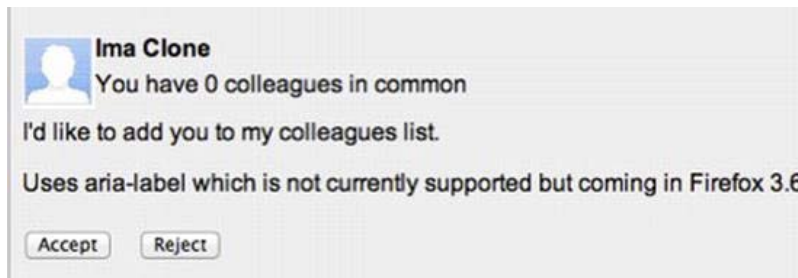 Ima Clone
You have 0 colleagues in common
I'd like to add you to my colleagues list.
Uses aria-label which is not currently supported but coming in Firefox 3.6
Accept Reject